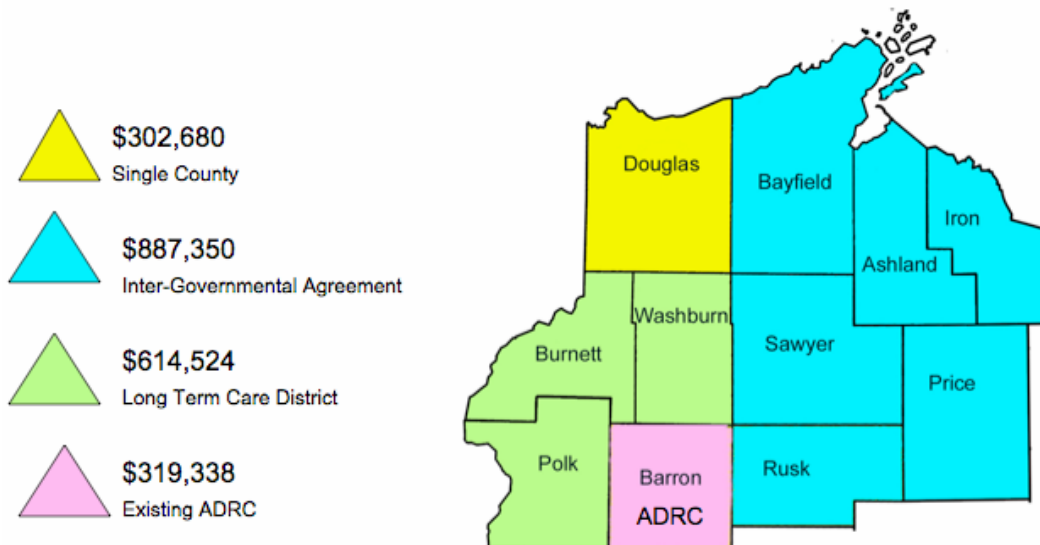 $302,680
Single County
$887,350
Inter-Governmental Agreement
$614,524
Long Term Care District
$319,338
Existing ADRC
Douglas
Bayfield
Iron
Ashland
Washburn
Burnett
Sawyer
Price
Polk
Barron
ADRC
Rusk